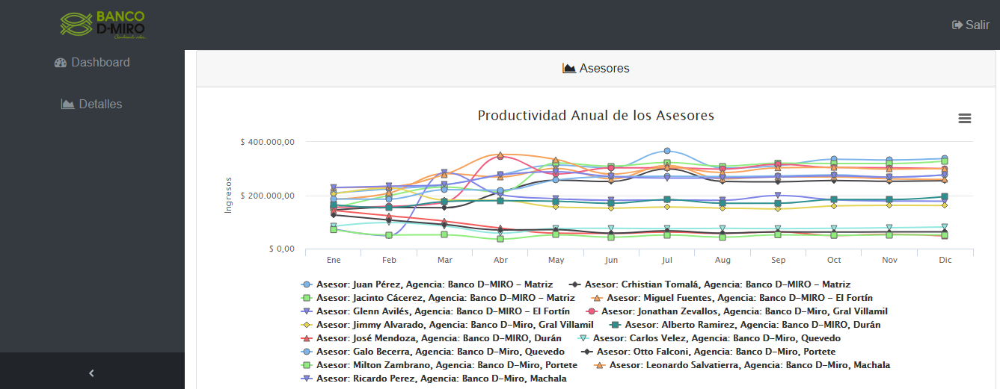 BANCO
D-MIRO
Salir
Dashboard
Detalles
Asesores
Productividad Anual de los Asesores
Ingresos
$ 400.000,00
$ 200.000,00
$ 0,00
Ene Feb Mar Abr May Jun Jul Aug Sep Oct Nov Dic
Asesor: Juan Pérez, Agencia: Banco D-MIRO - Matriz Asesor: Crhistian Tomalá, Agencia: Banco D-MIRO - Matriz
Asesor: Jacinto Cácerez, Agencia: Banco D-MIRO - Matriz Asesor: Miguel Fuentes, Agencia: Banco D-MIRO - El Fortín
Asesor: Glenn Avilés, Agencia: Banco D-MIRO - El Fortín Asesor: Jonathan Zevallos, Agencia: Banco D-Miro, Gral Villamil
Asesor: Jimmy Alvarado, Agencia: Banco D-Miro, Gral Villamil Asesor: Alberto Ramirez, Agencia: Banco D-MIRO, Durán
Asesor: José Mendoza, Agencia: Banco D-MIRO, Durán Asesor: Carlos Velez, Agencia: Banco D-Miro, Quevedo
Asesor: Galo Becerra, Agencia: Banco D-Miro, Quevedo Asesor: Otto Falconi, Agencia: Banco D-Miro, Portete
Asesor: Milton Zambrano, Agencia: Banco D-Miro, Portete Asesor: Leonardo Salvatierra, Agencia: Banco D-Miro, Machala
Asesor: Ricardo Perez, Agencia: Banco D-Miro, Machala